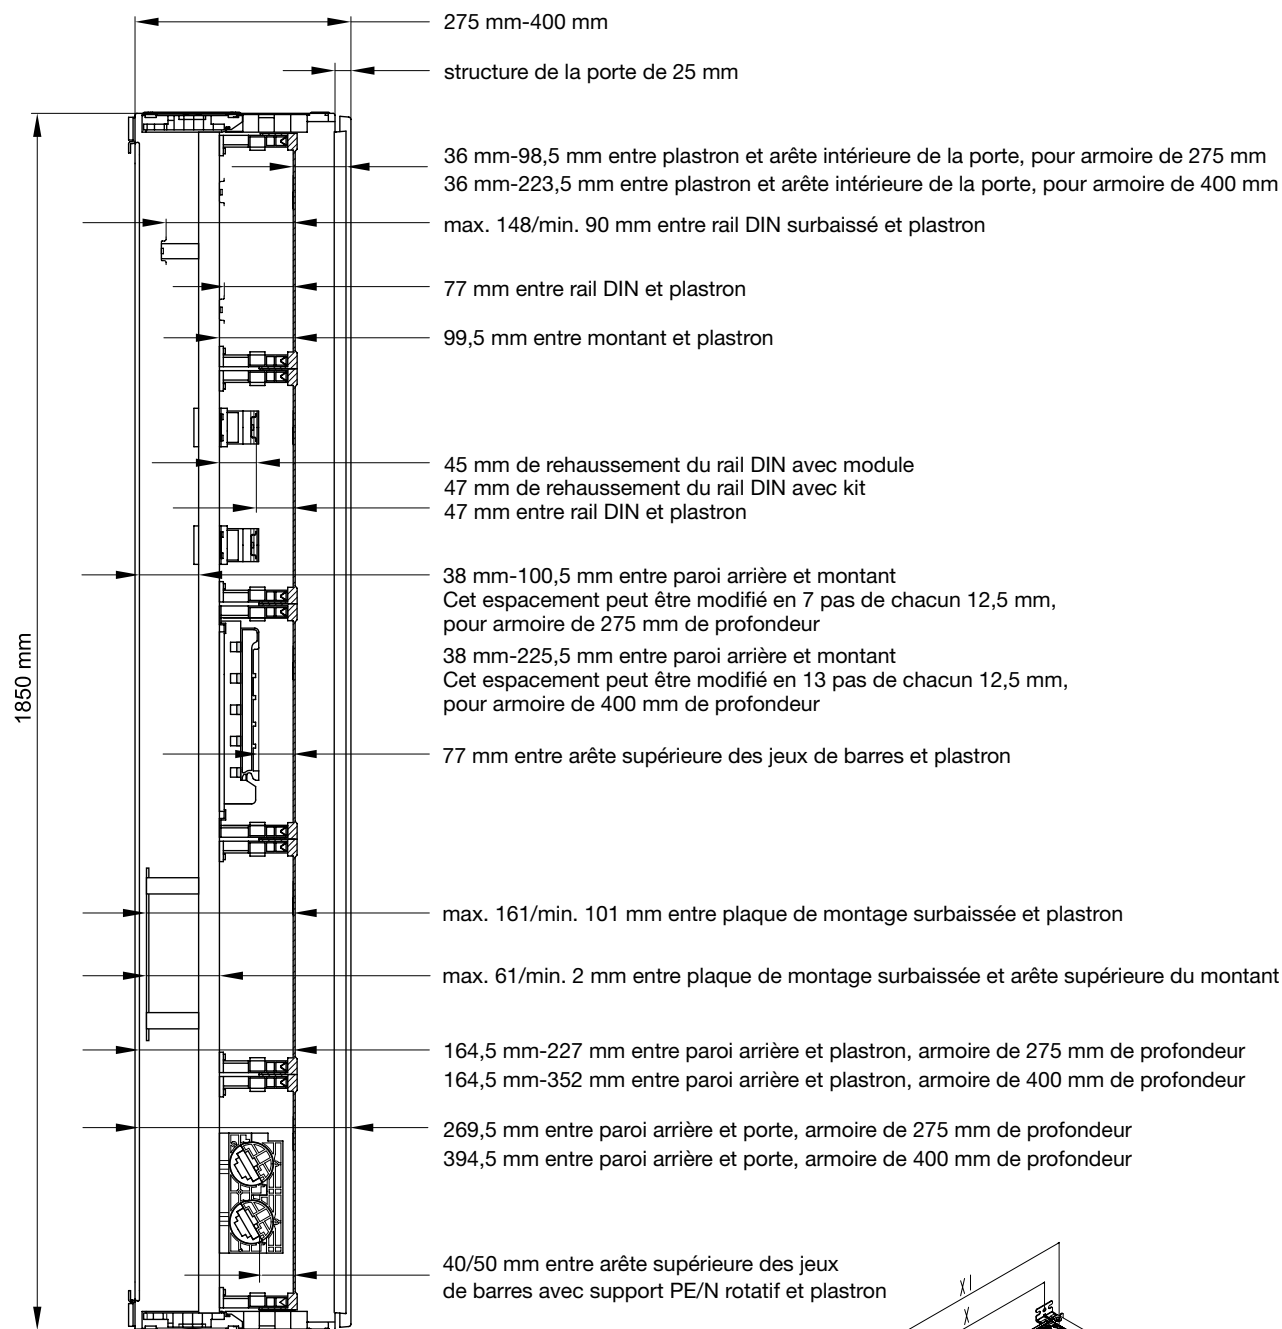 275 mm-400 mm
structure de la porte de 25 mm
36 mm-98,5 mm entre plastron et arête intérieure de la porte, pour armoire de 275 mm
36 mm-223,5 mm entre plastron et arête intérieure de la porte, pour armoire de 400 mm
max. 148/min. 90 mm entre rail DIN surbaissé et plastron
77 mm entre rail DIN et plastron
99,5 mm entre montant et plastron
45 mm de rehaussement du rail DIN avec module
47 mm de rehaussement du rail DIN avec kit
47 mm entre rail DIN et plastron
38 mm-100,5 mm entre paroi arrière et montant
Cet espacement peut être modifié en 7 pas de chacun 12,5 mm,
pour armoire de 275 mm de profondeur
38 mm-225,5 mm entre paroi arrière et montant
Cet espacement peut être modifié en 13 pas de chacun 12,5 mm,
pour armoire de 400 mm de profondeur
1850 mm
77 mm entre arête supérieure des jeux de barres et plastron
max. 161/min. 101 mm entre plaque de montage surbaissée et plastron
max. 61/min. 2 mm entre plaque de montage surbaissée et arête supérieure du montant
164,5 mm-227 mm entre paroi arrière et plastron, armoire de 275 mm de profondeur
164,5 mm-352 mm entre paroi arrière et plastron, armoire de 400 mm de profondeur
269,5 mm entre paroi arrière et porte, armoire de 275 mm de profondeur
394,5 mm entre paroi arrière et porte, armoire de 400 mm de profondeur
40/50 mm entre arête supérieure des jeux
de barres avec support PE/N rotatif et plastron
X1
X